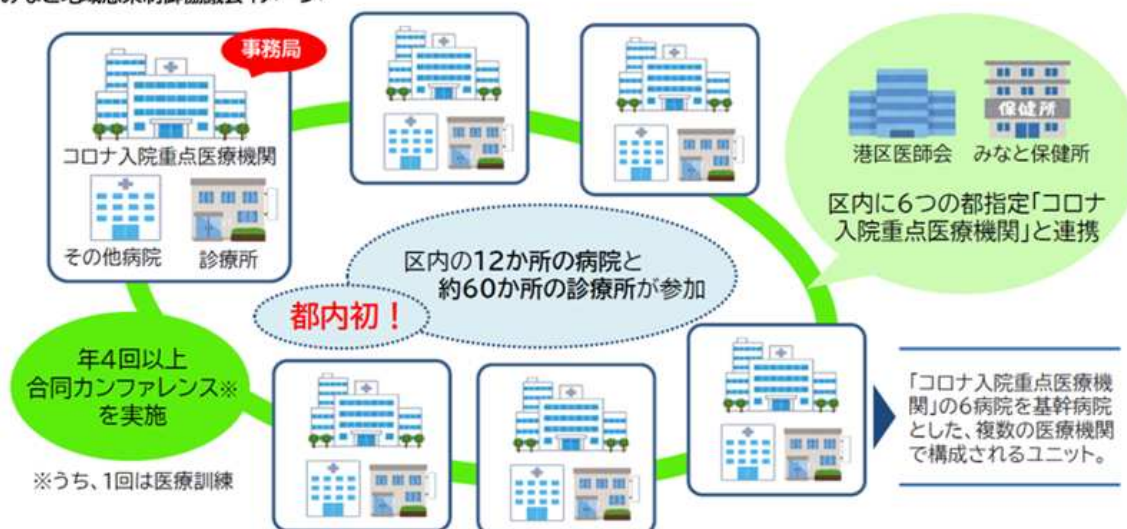 事務局
コロナ入院重点医療機関
その他病院
診療所
港区医師会
保健所
みなと保健所
区内に6つの都指定「コロナ
入院重点医療機関」と連携
区内の12か所の病院と
約60か所の診療所が参加
都内初！
年4回以上
合同カンファレンス※
を実施
※うち、1回は医療訓練
「コロナ入院重点医療機
関」の6病院を基幹病院
とした、複数の医療機関
で構成されるユニット。